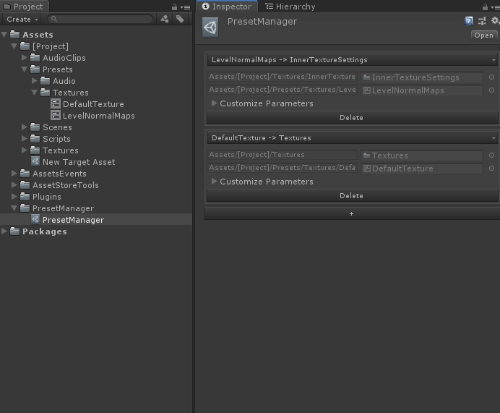 Project
Create
Assets
[Project]
AudioClips
Presets
Audio
Textures
DefaultTexture
LevelNormalMaps
Scenes
Scripts
Textures
New Target Asset
AssetsEvents
AssetStoreTools
Plugins
PresetManager
PresetManager
Packages
Inspector
Hierarchy
PresetManager
Open
LevelNormalMaps -> InnerTextureSettings
Assets/[Project]/Textures/InnerTexture InnerTextureSettings
Assets/[Project]/Presets/Textures/Leve LevelNormalMaps
Customize Parameters
Delete
DefaultTexture -> Textures
Assets/[Project]/Textures Textures
Assets/[Project]/Presets/Textures/Defa DefaultTexture
Customize Parameters
Delete
+